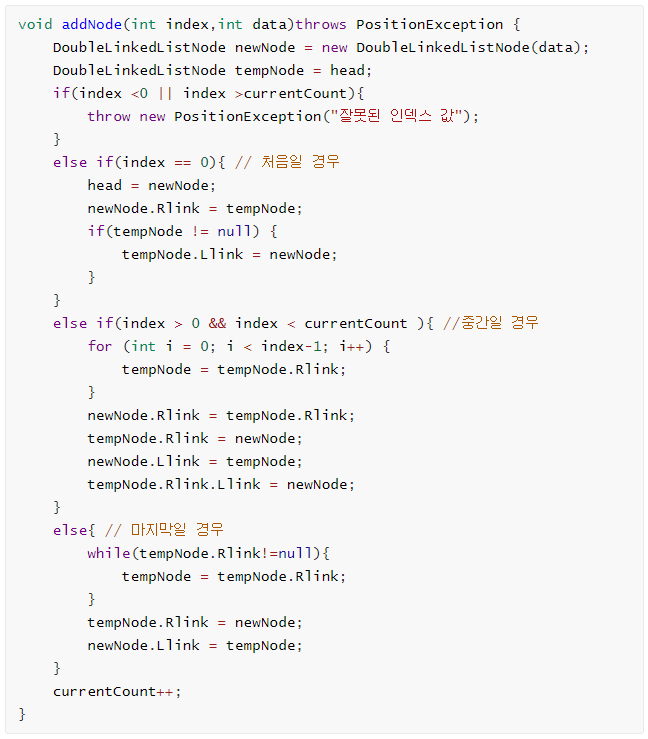 void addNode(int index,int data)throws PositionException {
    DoubleLinkedListNode newNode = new DoubleLinkedListNode(data);
    DoubleLinkedListNode tempNode = head;
    if(index <0 || index >currentCount){
        throw new PositionException("잘못된 인덱스 값");
    }
    else if(index == 0){ // 처음일 경우
        head = newNode;
        newNode.Rlink = tempNode;
        if(tempNode != null) {
            tempNode.Llink = newNode;
        }
    }
    else if(index > 0 && index < currentCount ){ //중간일 경우
        for (int i = 0; i < index-1; i++) {
            tempNode = tempNode.Rlink;
        }
        newNode.Rlink = tempNode.Rlink;
        tempNode.Rlink = newNode;
        newNode.Llink = tempNode;
        tempNode.Rlink.Llink = newNode;
    }
    else{ // 마지막일 경우
        while(tempNode.Rlink!=null){
            tempNode = tempNode.Rlink;
        }
        tempNode.Rlink = newNode;
        newNode.Llink = tempNode;
    }
    currentCount++;
}